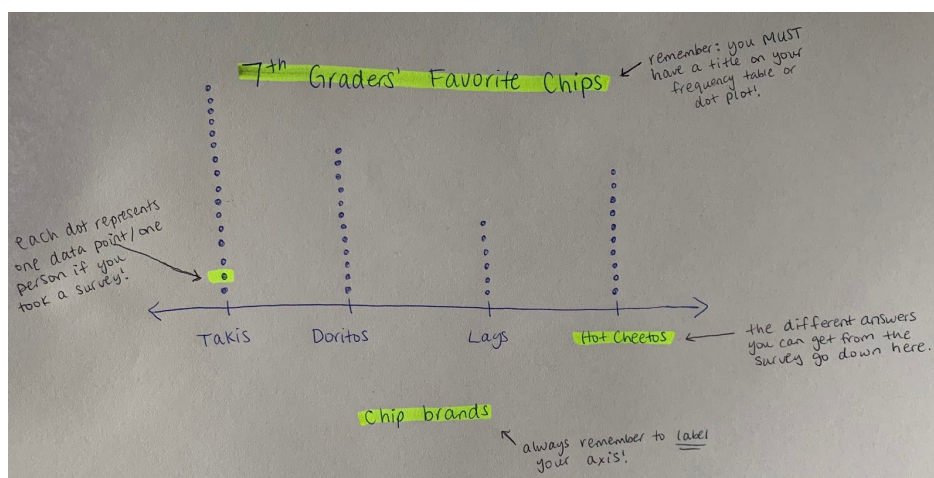 7th Graders' Favorite Chips
remember: you MUST
have a title on your
frequency table or
dot plot!
each dot represents
one data point/one
person if you
took a survey!
Takis Doritos Lays Hot Cheetos
the different answers
you can get from the
survey go down here.
Chip brands
always remember to label
your axis!